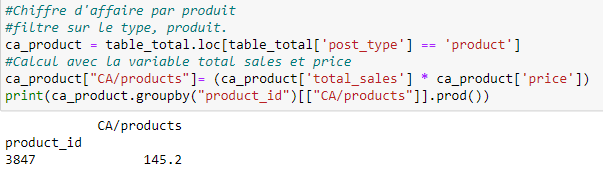 #Chiffre d'affaire par produit
#filtre sur le type, produit.
ca_product = table_total.loc[table_total['post_type'] == 'product']
#Calcul avec la variable total sales et price
ca_product["CA/products"]= (ca_product['total_sales'] * ca_product['price'])
print(ca_product.groupby("product_id")[["CA/products"]].prod())
CA/products
product_id
3847 145.2